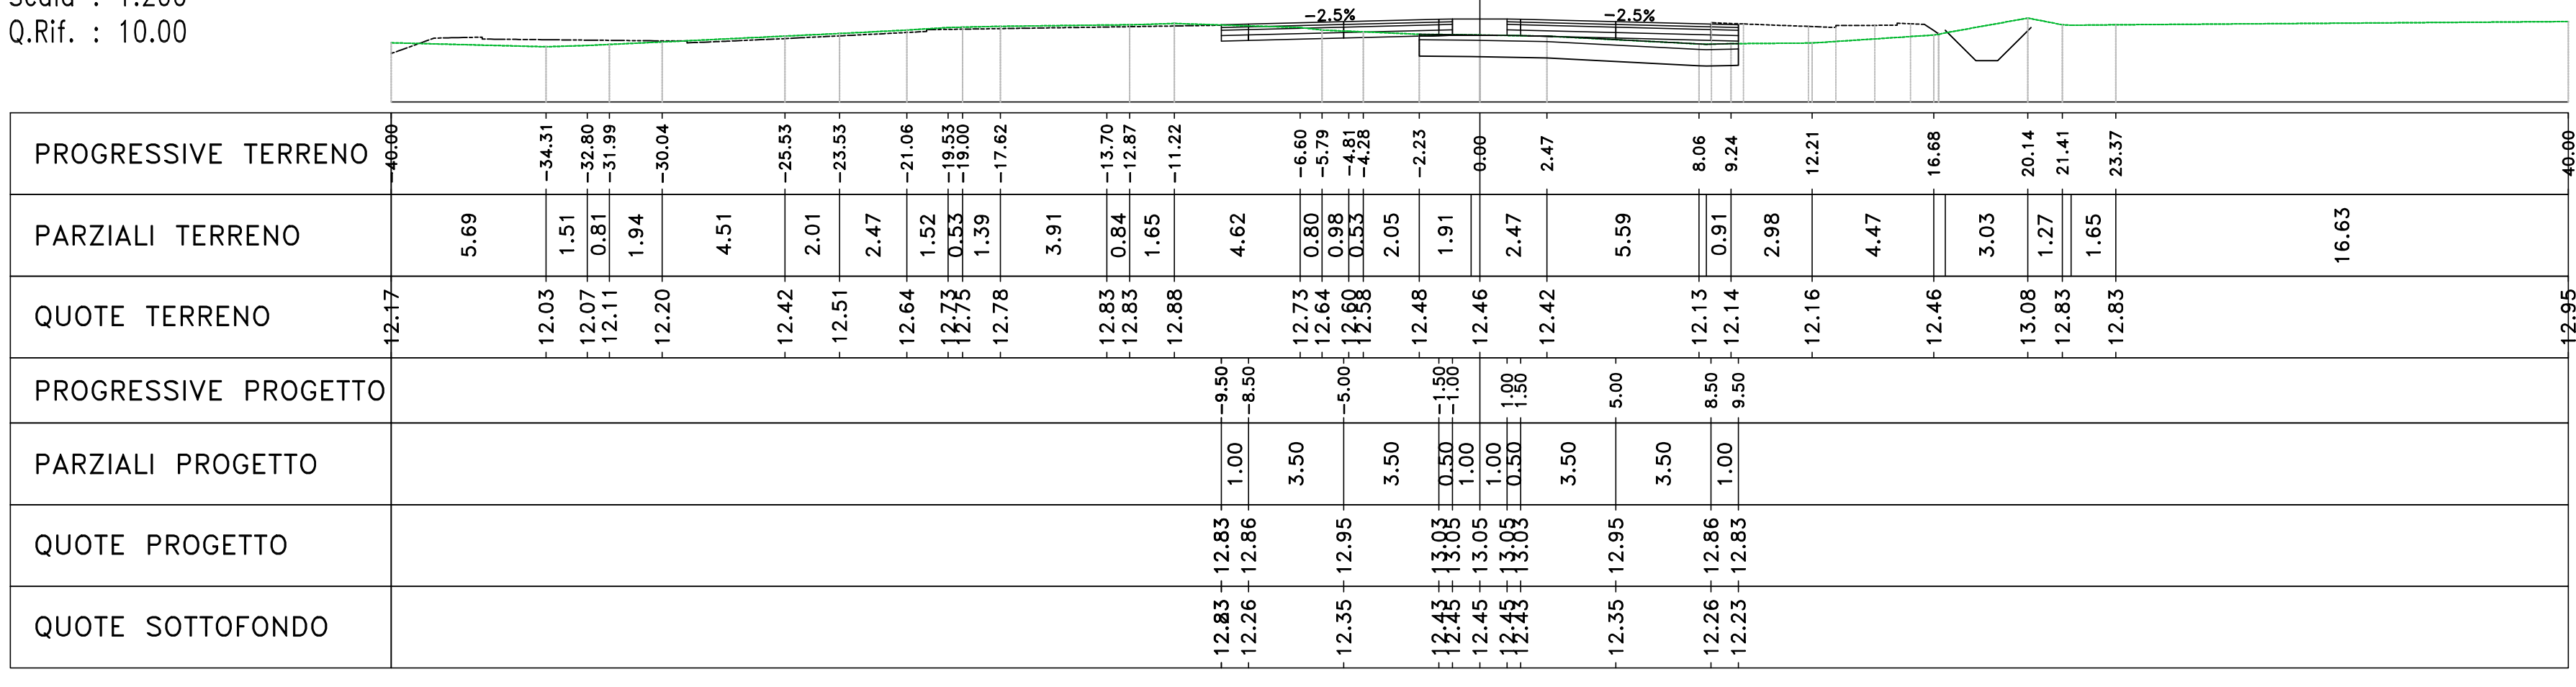 Scala : 1:200
Q.Rif. : 10.00
-2.5% -2.5%
PROGRESSIVE TERRENO -40.00 -34.31 -32.80 -31.99 -30.04 -25.53 -23.53 -21.06 -19.53 -19.00 -17.62 -13.70 -12.87 -11.22 -6.60 -5.79 -4.81 -4.28 -2.23 0.00 2.47 8.06 9.24 12.21 16.68 20.14 21.41 23.37 40.00
PARZIALI TERRENO 5.69 1.51 0.81 1.94 4.51 2.01 2.47 1.52 0.53 1.39 3.91 0.84 1.65 4.62 0.80 0.98 0.53 2.05 1.91 2.47 5.59 0.91 2.98 4.47 3.03 1.27 1.65 16.63
QUOTE TERRENO 12.17 12.03 12.07 12.11 12.20 12.42 12.51 12.64 12.73 12.75 12.78 12.83 12.83 12.88 12.73 12.64 12.60 12.58 12.48 12.46 12.42 12.13 12.14 12.16 12.46 13.08 12.83 12.83 12.95
PROGRESSIVE PROGETTO -9.50 -8.50 -5.00 -1.50 -1.00 1.00 1.50 5.00 8.50 9.50
PARZIALI PROGETTO 1.00 3.50 3.50 0.50 1.00 1.00 0.50 3.50 3.50 1.00
QUOTE PROGETTO 12.83 12.86 12.95 13.03 13.05 13.05 13.05 13.03 12.95 12.86 12.83
QUOTE SOTTOFONDO 12.26 12.35 12.43 12.45 12.45 12.45 12.43 12.35 12.26 12.23